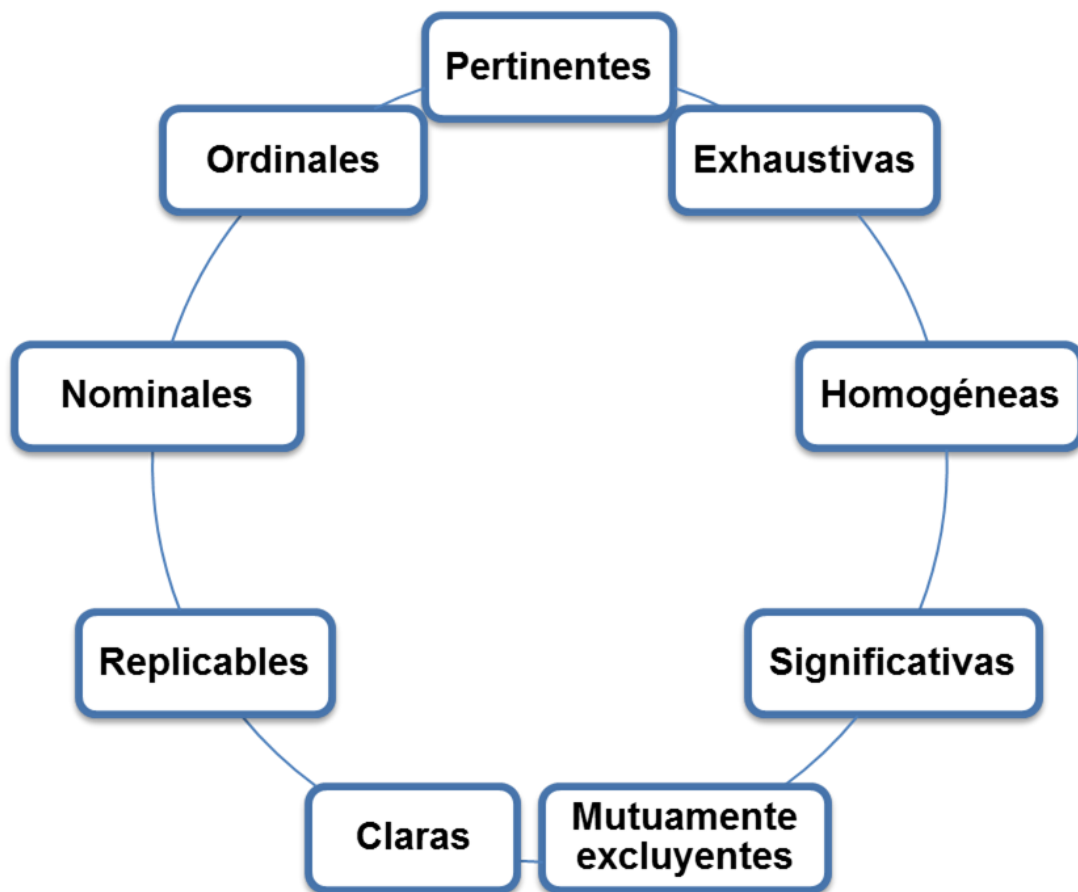 Pertinentes
Exhaustivas
Homogéneas
Significativas
Mutuamente
excluyentes
Claras
Replicables
Nominales
Ordinales